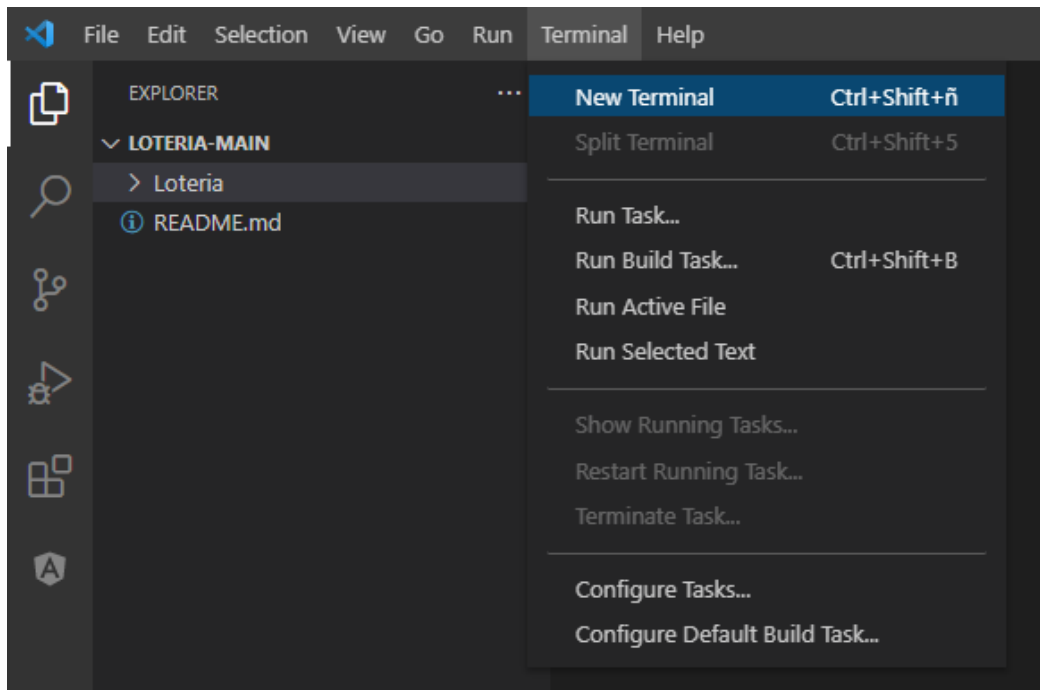 File Edit Selection View Go Run Terminal Help
EXPLORER
LOTERIA-MAIN
Loteria
README.md
New Terminal Ctrl+Shift+ñ
Split Terminal Ctrl+Shift+5
Run Task...
Run Build Task... Ctrl+Shift+B
Run Active File
Run Selected Text
Show Running Tasks...
Restart Running Task...
Terminate Task...
Configure Tasks...
Configure Default Build Task...